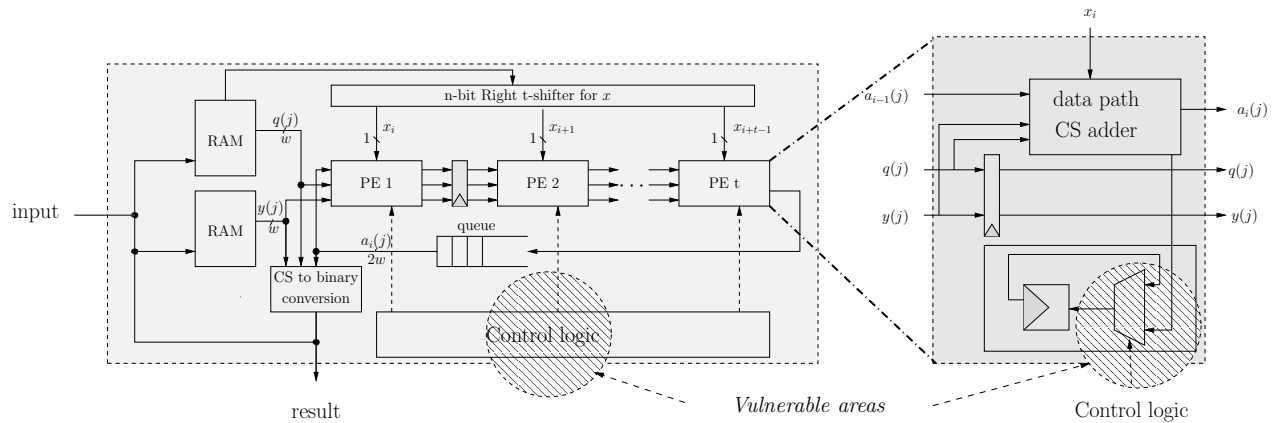 n-bit Right t-shifter for x
RAM
q(j)
w
1
x_i
1
x_{i+1}
1
x_{i+t−1}
PE 1
PE 2
. . .
PE t
input
RAM
y(j)
w
a_i(j)
2w
queue
CS to binary
conversion
Control logic
result
Vulnerable areas
x_i
a_{i−1}(j)
data path
CS adder
a_i(j)
q(j)
q(j)
y(j)
y(j)
Control logic